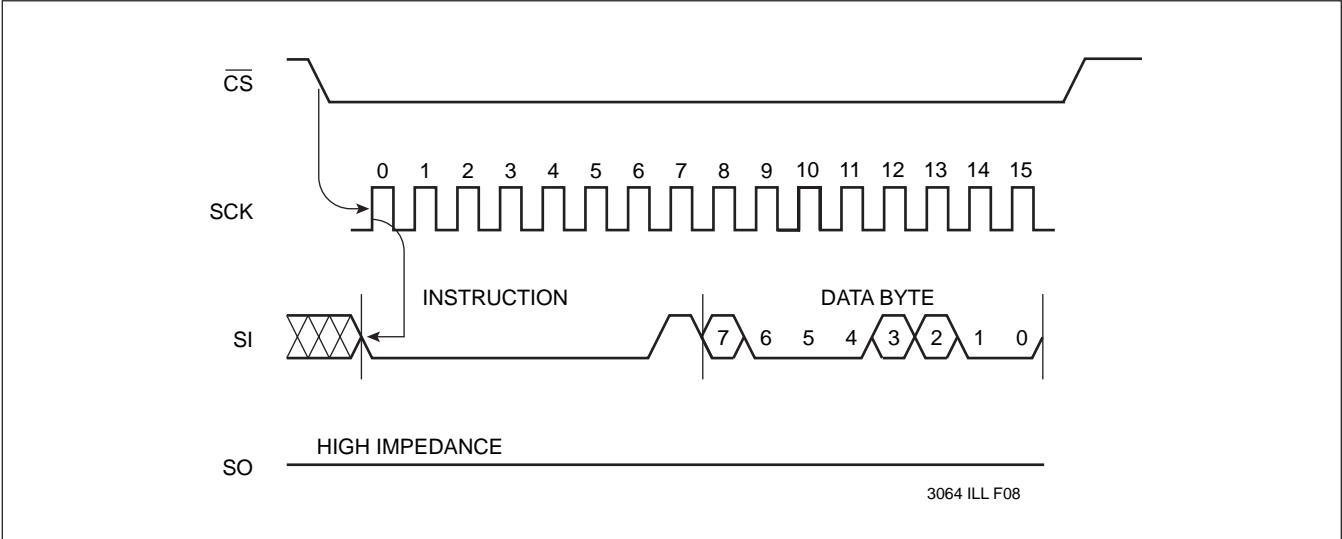 CS
0 1 2 3 4 5 6 7 8 9 10 11 12 13 14 15
SCK
INSTRUCTION DATA BYTE
SI 7 6 5 4 3 2 1 0
HIGH IMPEDANCE
SO
3064 ILL F08